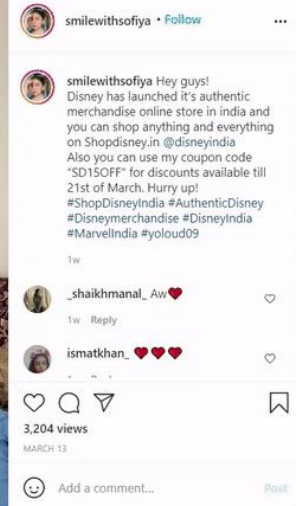 smilewithsofiya • Follow
smilewithsofiya Hey guys!
Disney has launched it's authentic
merchandise online store in india and
you can shop anything and everything
on Shopdisney.in @disneyindia
Also you can use my coupon code
"SD15OFF" for discounts available till
21st of March. Hurry up!
#ShopDisneyIndia #AuthenticDisney
#Disneymerchandise #DisneyIndia
#MarvelIndia #yoloud09
1w
_shaikhmanal_ Aw❤
1w Reply
ismatkhan_ ❤❤❤
3,204 views
MARCH 13
Add a comment...
Post